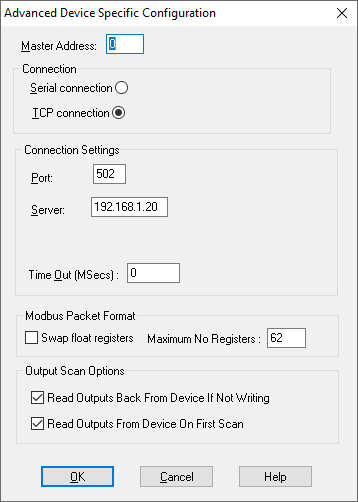 Advanced Device Specific Configuration
Master Address: 0
Connection
Serial connection
TCP connection
Connection Settings
Port: 502
Server: 192.168.1.20
Time Out (MSecs) : 0
Modbus Packet Format
Swap float registers Maximum No Registers : 62
Output Scan Options
Read Outputs Back From Device If Not Writing
Read Outputs From Device On First Scan
OK Cancel Help